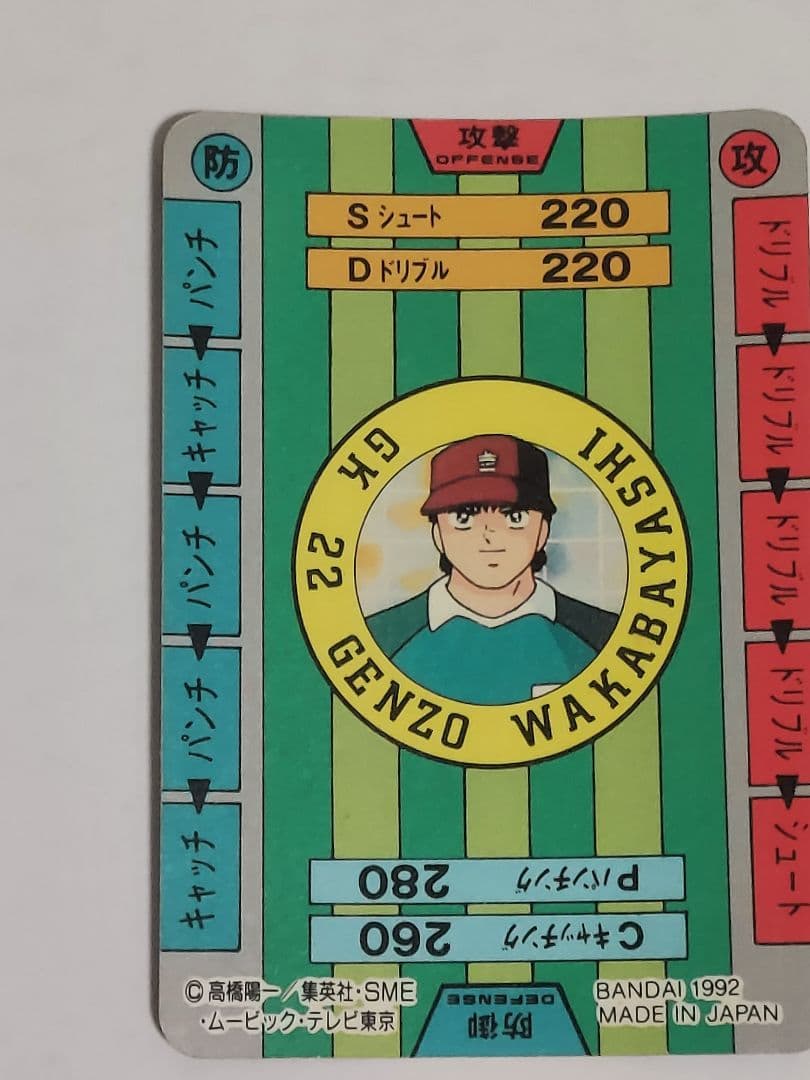 防
攻撃
OFFENSE
攻
S シュート 220
D ドリブル 220
パンチ
キャッチ
パンチ
パンチ
キャッチ
GK 22 GENZO WAKABAYASHI
ドリブル
ドリブル
ドリブル
ドリブル
シュート
P パンチング 280
C キャッチング 260
防御
DEFENSE
©高橋陽一/集英社・SME
・ムービック・テレビ東京
BANDAI 1992
MADE IN JAPAN